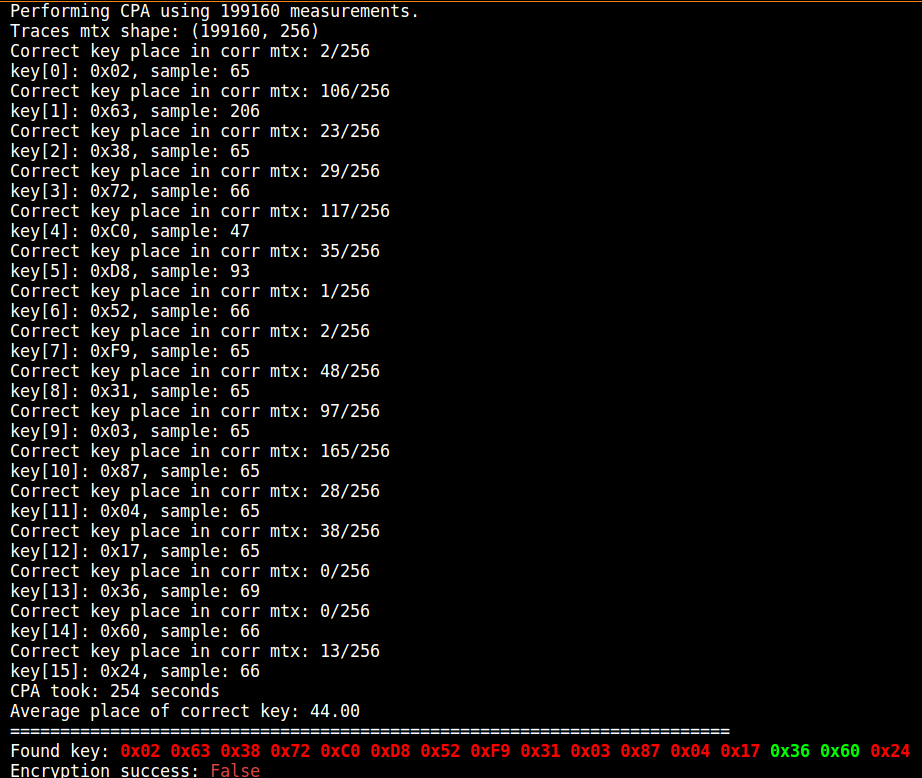 Performing CPA using 199160 measurements.
Traces mtx shape: (199160, 256)
Correct key place in corr mtx: 2/256
key[0]: 0x02, sample: 65
Correct key place in corr mtx: 106/256
key[1]: 0x63, sample: 206
Correct key place in corr mtx: 23/256
key[2]: 0x38, sample: 65
Correct key place in corr mtx: 29/256
key[3]: 0x72, sample: 66
Correct key place in corr mtx: 117/256
key[4]: 0xC0, sample: 47
Correct key place in corr mtx: 35/256
key[5]: 0xD8, sample: 93
Correct key place in corr mtx: 1/256
key[6]: 0x52, sample: 66
Correct key place in corr mtx: 2/256
key[7]: 0xF9, sample: 65
Correct key place in corr mtx: 48/256
key[8]: 0x31, sample: 65
Correct key place in corr mtx: 97/256
key[9]: 0x03, sample: 65
Correct key place in corr mtx: 165/256
key[10]: 0x87, sample: 65
Correct key place in corr mtx: 28/256
key[11]: 0x04, sample: 65
Correct key place in corr mtx: 38/256
key[12]: 0x17, sample: 65
Correct key place in corr mtx: 0/256
key[13]: 0x36, sample: 69
Correct key place in corr mtx: 0/256
key[14]: 0x60, sample: 66
Correct key place in corr mtx: 13/256
key[15]: 0x24, sample: 66
CPA took: 254 seconds
Average place of correct key: 44.00
========================================================================
Found key: 0x02 0x63 0x38 0x72 0xC0 0xD8 0x52 0xF9 0x31 0x03 0x87 0x04 0x17 0x36 0x60 0x24
Encryption success: False